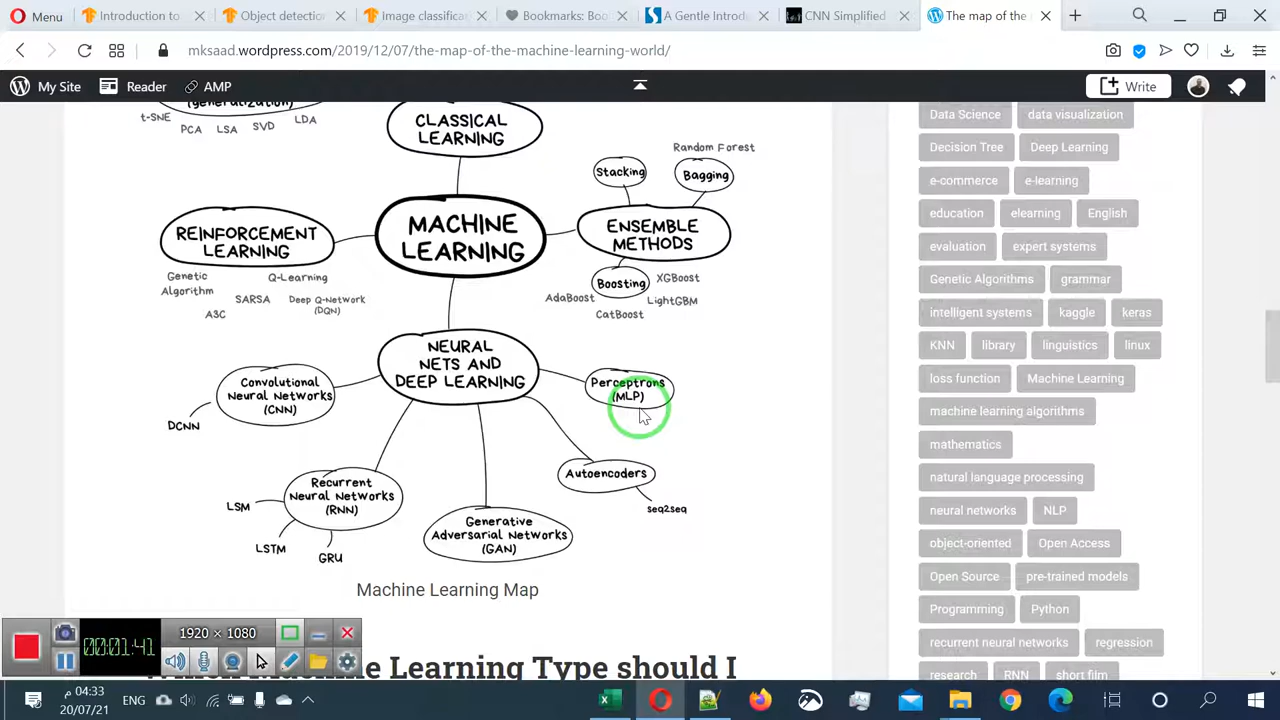 Menu
Introduction to
Object detection
Image classificar
Bookmarks: Boo
A Gentle Introd
CNN Simplified
The map of the
mksaad.wordpress.com/2019/12/07/the-map-of-the-machine-learning-world/
My Site
Reader
AMP
Write
(generalization)
t-SNE
PCA
LSA
SVD
LDA
CLASSICAL
LEARNING
Random Forest
Stacking
Bagging
MACHINE
LEARNING
REINFORCEMENT
LEARNING
ENSEMBLE
METHODS
Genetic
Algorithm
Q-Learning
SARSA
A3C
Deep Q-Network
(DQN)
Boosting
XGBoost
AdaBoost
LightGBM
CatBoost
NEURAL
NETS AND
DEEP LEARNING
Convolutional
Neural Networks
(CNN)
DCNN
Perceptrons
(MLP)
Autoencoders
seq2seq
Recurrent
Neural Networks
(RNN)
LSM
LSTM
GRU
Generative
Adversarial Networks
(GAN)
Machine Learning Map
Learning Type should I
Data Science
data visualization
Decision Tree
Deep Learning
e-commerce
e-learning
education
elearning
English
evaluation
expert systems
Genetic Algorithms
grammar
intelligent systems
kaggle
keras
KNN
library
linguistics
linux
loss function
Machine Learning
machine learning algorithms
mathematics
natural language processing
neural networks
NLP
object-oriented
Open Access
Open Source
pre-trained models
Programming
Python
recurrent neural networks
regression
research
RNN
short film
00:01:41
1920 × 1080
ENG
04:33 م
20/07/21